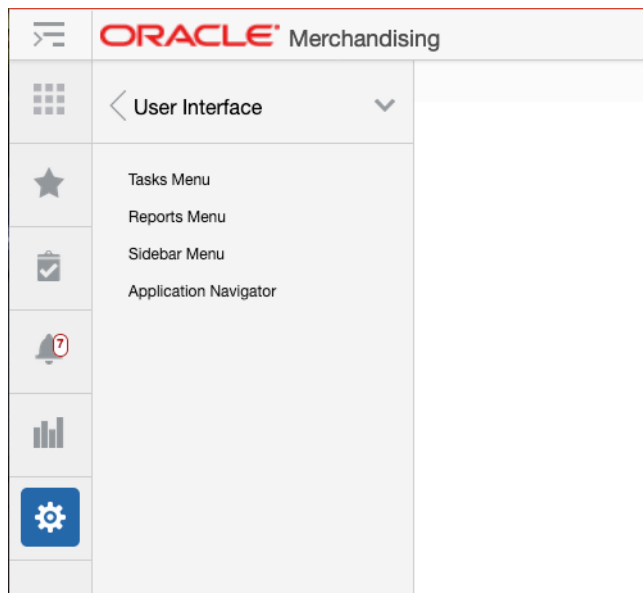 ORACLE® Merchandising
User Interface
Tasks Menu
Reports Menu
Sidebar Menu
Application Navigator
7